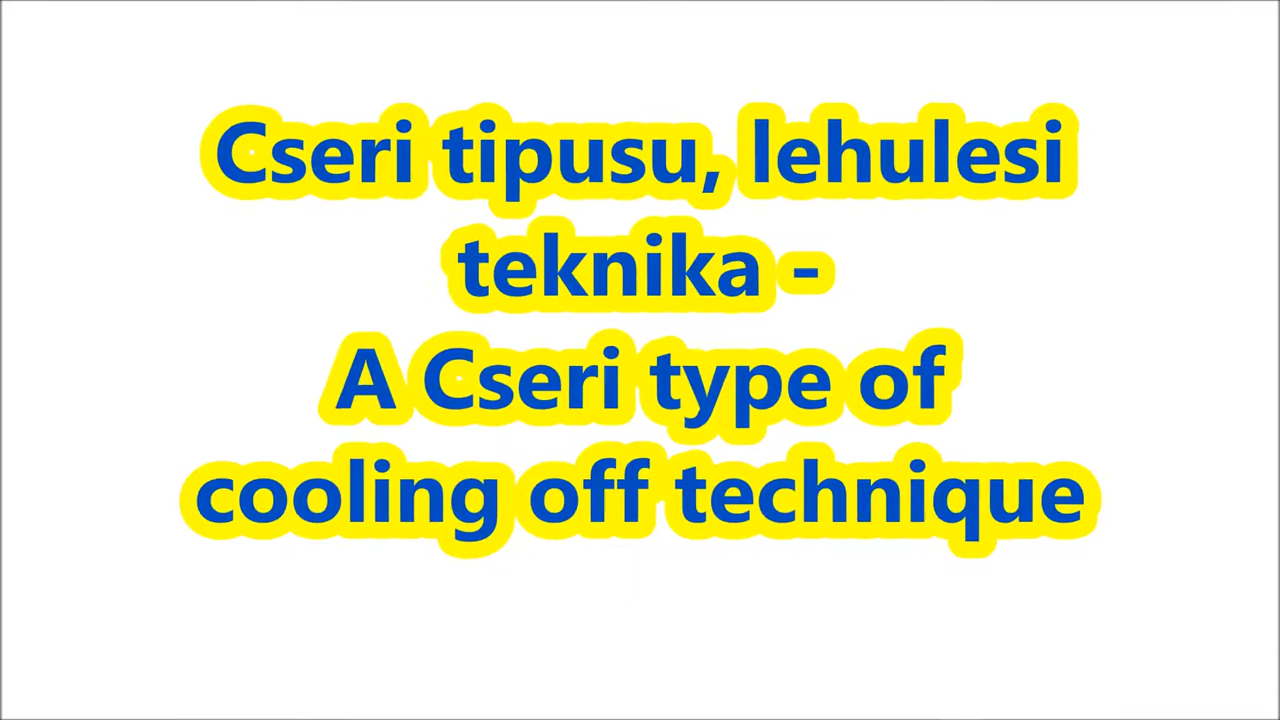 Cseri tipusu, lehulesi
teknika -
A Cseri type of
cooling off technique